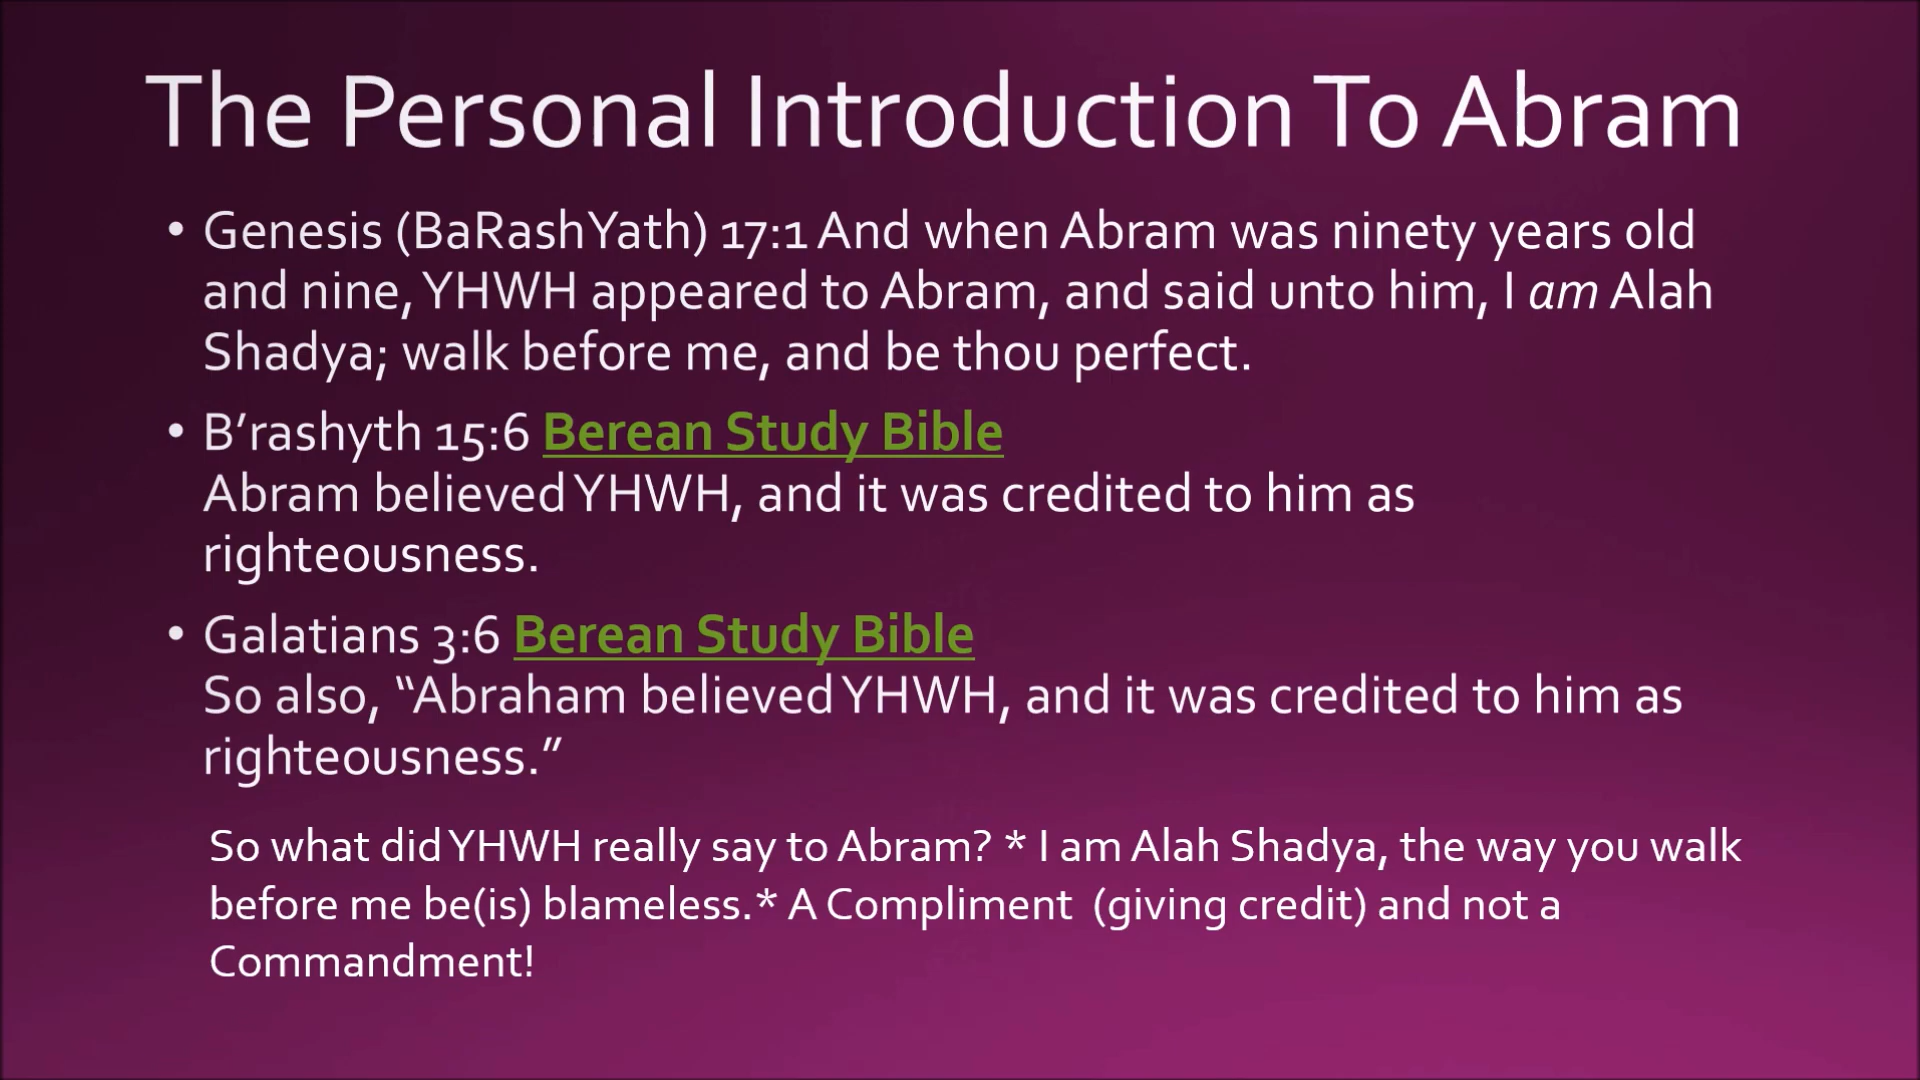 The Personal Introduction To Abram
• Genesis (BaRashYath) 17:1 And when Abram was ninety years old
and nine, YHWH appeared to Abram, and said unto him, I am Alah
Shadya; walk before me, and be thou perfect.
• B’rashyth 15:6 Berean Study Bible
Abram believed YHWH, and it was credited to him as
righteousness.
• Galatians 3:6 Berean Study Bible
So also, “Abraham believed YHWH, and it was credited to him as
righteousness.”
So what did YHWH really say to Abram? * I am Alah Shadya, the way you walk
before me be(is) blameless.* A Compliment (giving credit) and not a
Commandment!